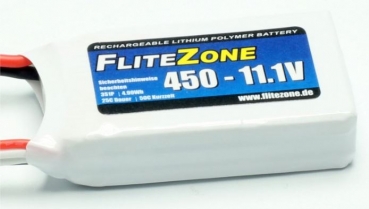 RECHARGEABLE LITHIUM POLYMER BATTERY
FLITEZONE
Sicherheitshinweise
beachten
3S1P | 4.99Wh
25C Dauer | 50C Kurzzeit
450 - 11.1V
www.flitezone.de